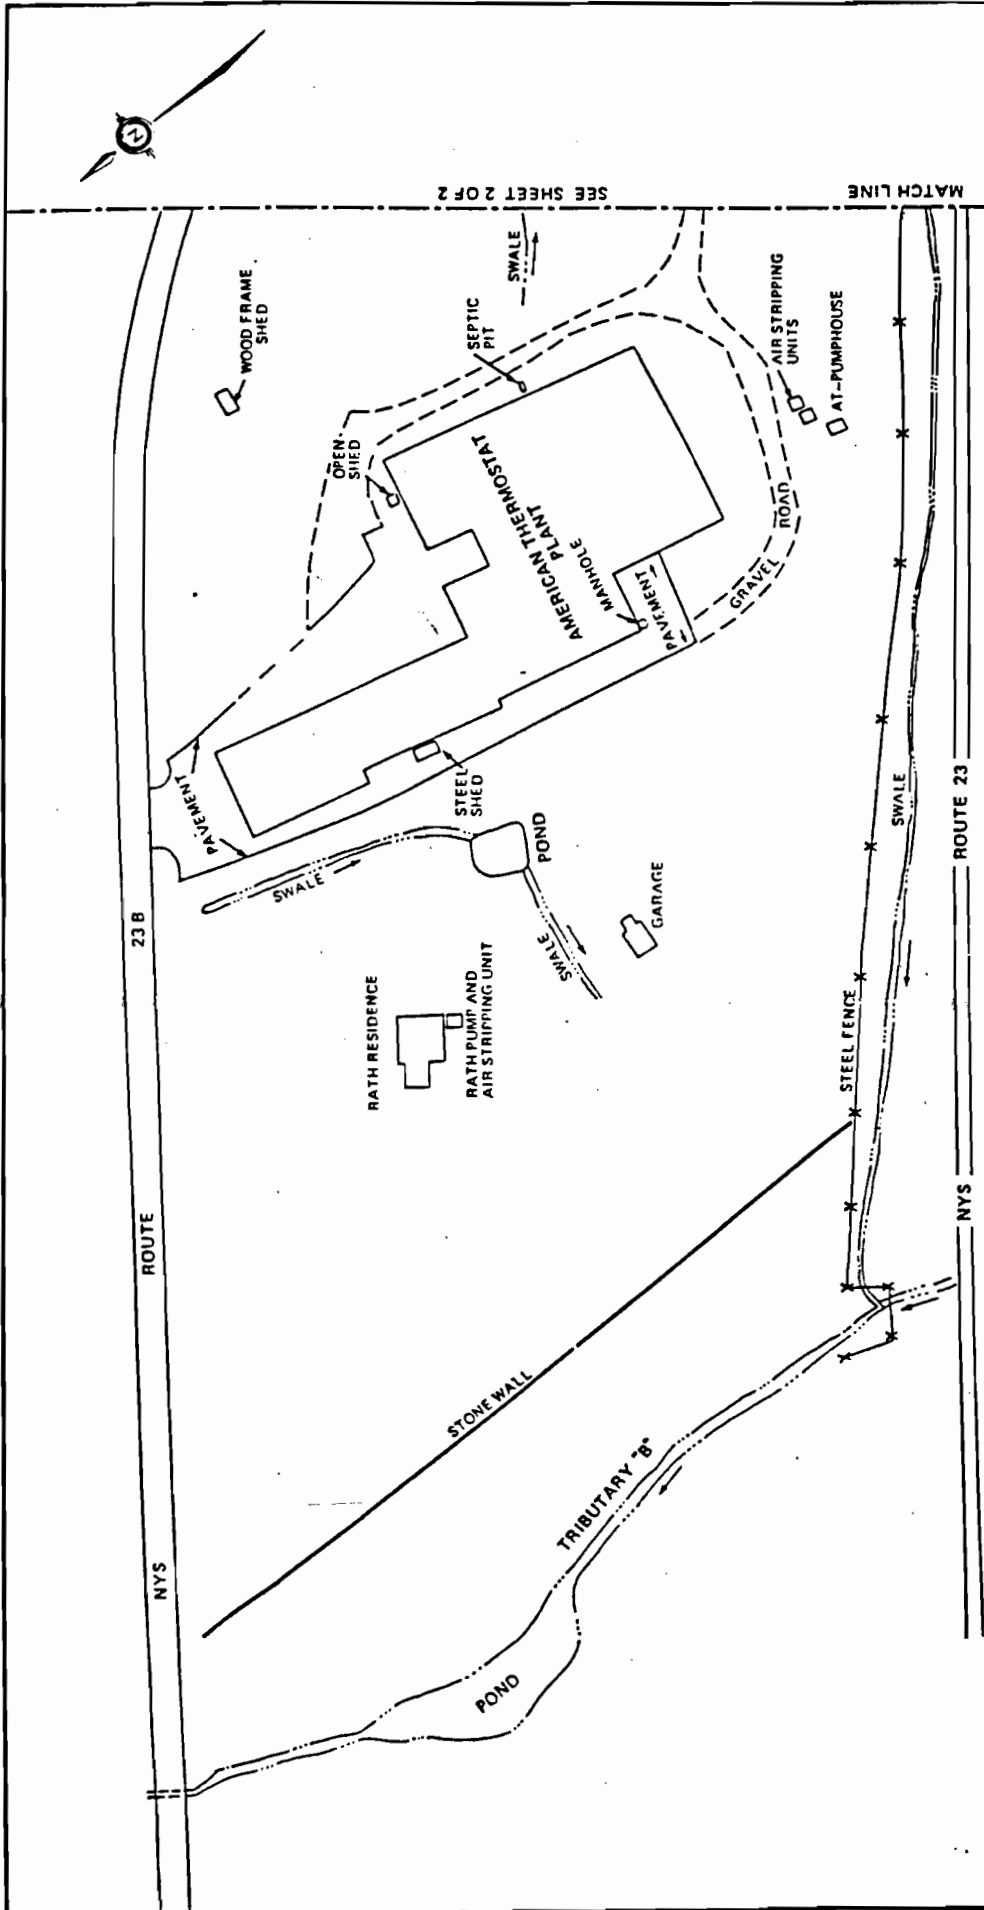 N
SEE SHEET 2 OF 2
MATCH LINE
WOOD FRAME
SHED
SWALE
SEPTIC
PIT
OPEN
SHED
AIR STRIPPING
UNITS
AT-PUMPHOUSE
AMERICAN THERMOSTAT
PLANT
MANHOLE
PAVEMENT
GRAVEL
ROAD
PAVEMENT
STEEL
SHED
POND
SWALE
SWALE
GARAGE
RATH RESIDENCE
RATH PUMP AND
AIR STRIPPING UNIT
STEEL FENCE
SWALE
NYS
ROUTE
23 B
NYS
ROUTE 23
STONE WALL
TRIBUTARY "B"
POND